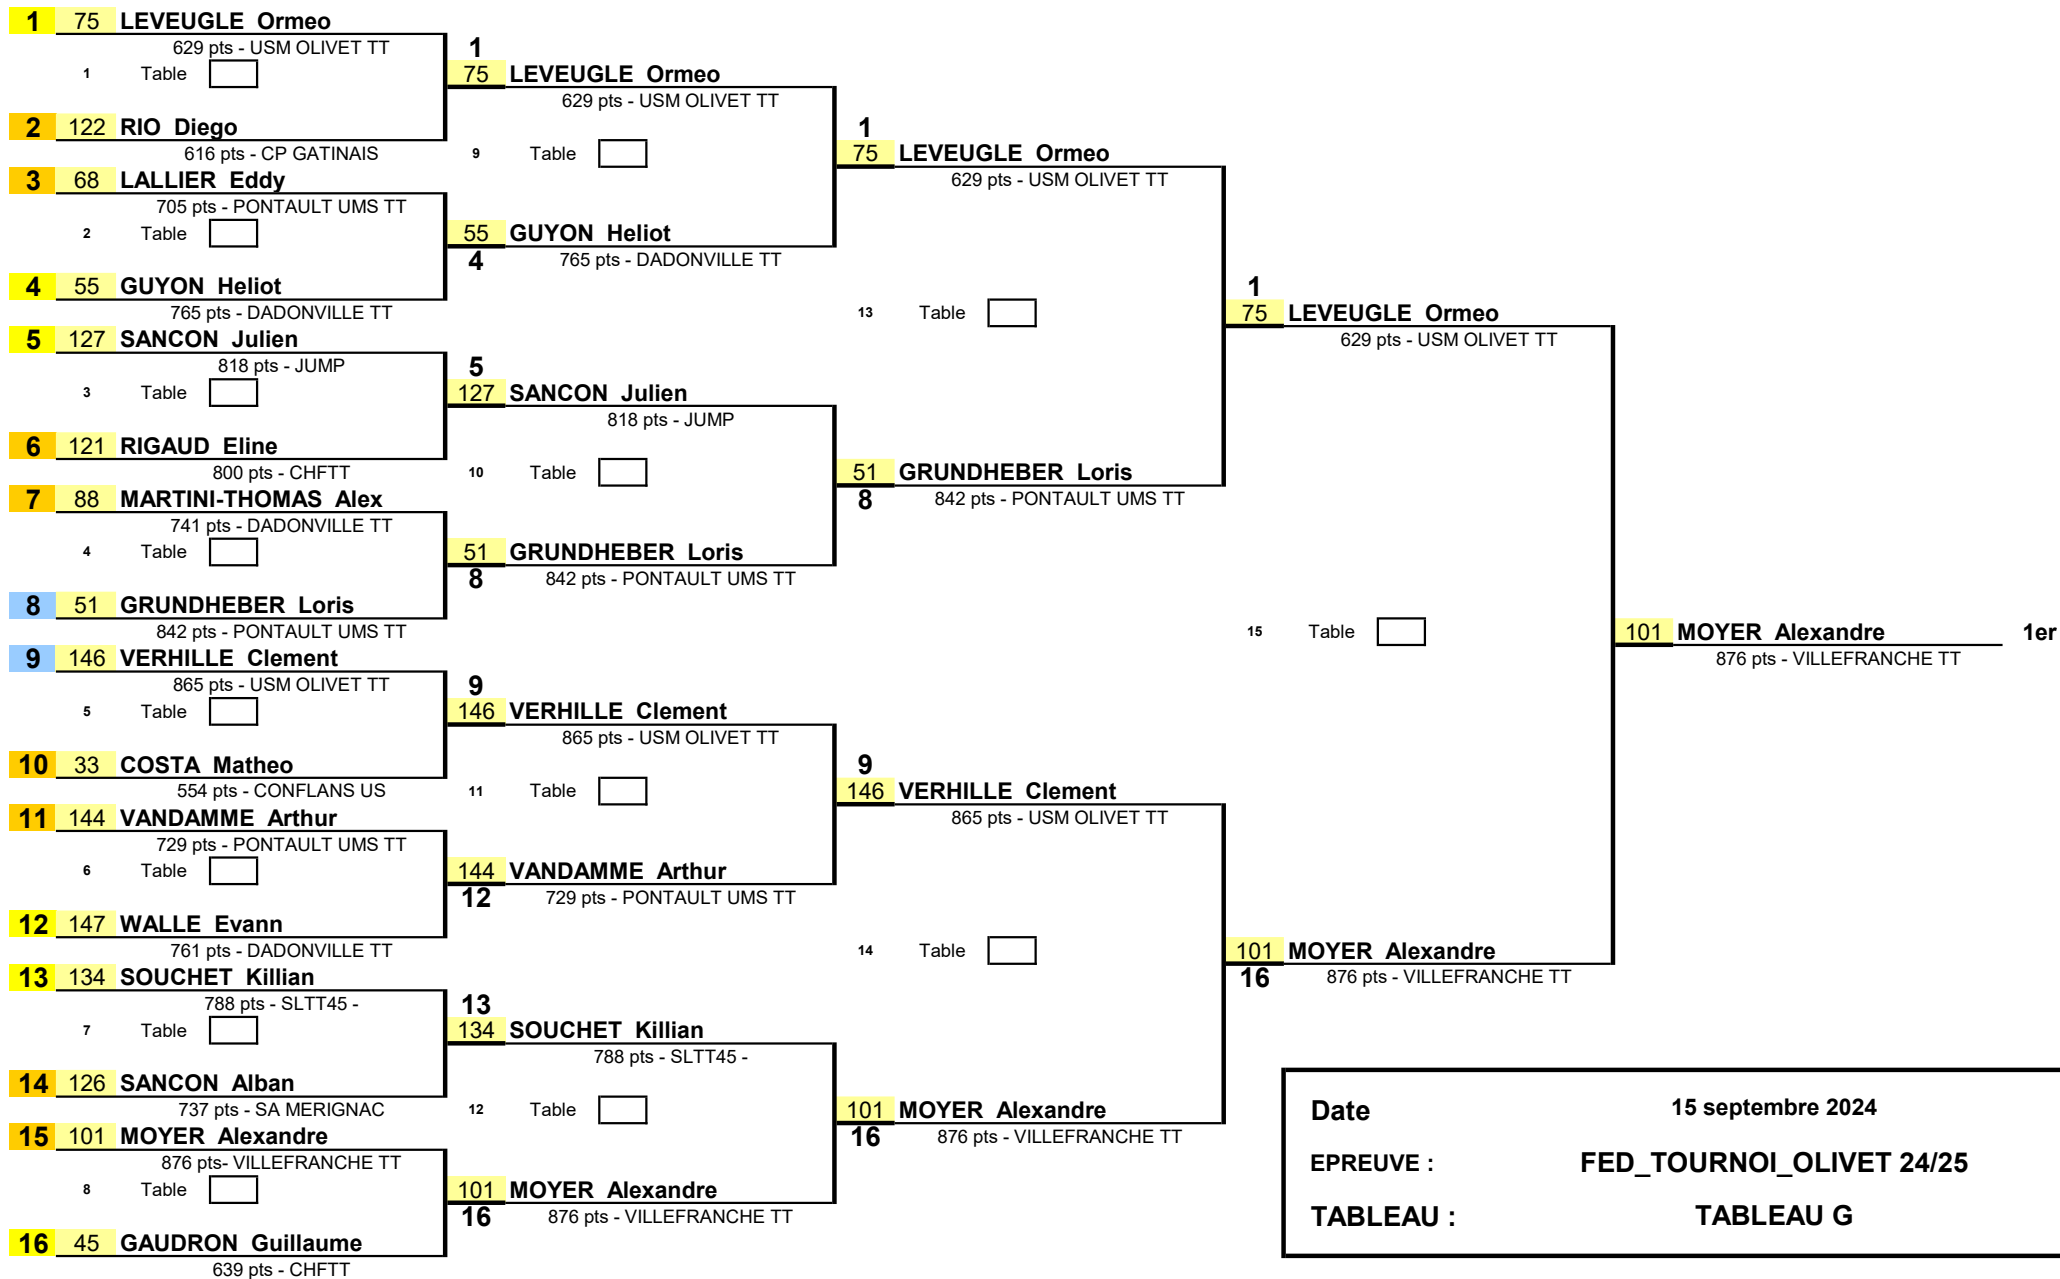 1 75 LEVEUGLE Ormeo
629 pts - USM OLIVET TT
1 Table
2 122 RIO Diego
616 pts - CP GATINAIS
3 68 LALLIER Eddy
705 pts - PONTAULT UMS TT
2 Table
4 55 GUYON Heliot
765 pts - DADONVILLE TT
5 127 SANCON Julien
818 pts - JUMP
3 Table
6 121 RIGAUD Eline
800 pts - CHFTT
7 88 MARTINI-THOMAS Alex
741 pts - DADONVILLE TT
4 Table
8 51 GRUNDHEBER Loris
842 pts - PONTAULT UMS TT
9 146 VERHILLE Clement
865 pts - USM OLIVET TT
5 Table
10 33 COSTA Matheo
554 pts - CONFLANS US
11 144 VANDAMME Arthur
729 pts - PONTAULT UMS TT
6 Table
12 147 WALLE Evann
761 pts - DADONVILLE TT
13 134 SOUCHET Killian
788 pts - SLTT45 -
7 Table
14 126 SANCON Alban
737 pts - SA MERIGNAC
15 101 MOYER Alexandre
876 pts- VILLEFRANCHE TT
8 Table
16 45 GAUDRON Guillaume
639 pts - CHFTT
1
75 LEVEUGLE Ormeo
629 pts - USM OLIVET TT
9 Table
55 GUYON Heliot
4 765 pts - DADONVILLE TT
5
127 SANCON Julien
818 pts - JUMP
10 Table
51 GRUNDHEBER Loris
8 842 pts - PONTAULT UMS TT
9
146 VERHILLE Clement
865 pts - USM OLIVET TT
11 Table
144 VANDAMME Arthur
12 729 pts - PONTAULT UMS TT
13
134 SOUCHET Killian
788 pts - SLTT45 -
12 Table
101 MOYER Alexandre
16 876 pts - VILLEFRANCHE TT
1
75 LEVEUGLE Ormeo
629 pts - USM OLIVET TT
13 Table
51 GRUNDHEBER Loris
8 842 pts - PONTAULT UMS TT
9
146 VERHILLE Clement
865 pts - USM OLIVET TT
14 Table
101 MOYER Alexandre
16 876 pts - VILLEFRANCHE TT
1
75 LEVEUGLE Ormeo
629 pts - USM OLIVET TT
15 Table
101 MOYER Alexandre
16 876 pts - VILLEFRANCHE TT
101 MOYER Alexandre 1er
876 pts - VILLEFRANCHE TT
Date 15 septembre 2024
EPREUVE : FED_TOURNOI_OLIVET 24/25
TABLEAU : TABLEAU G